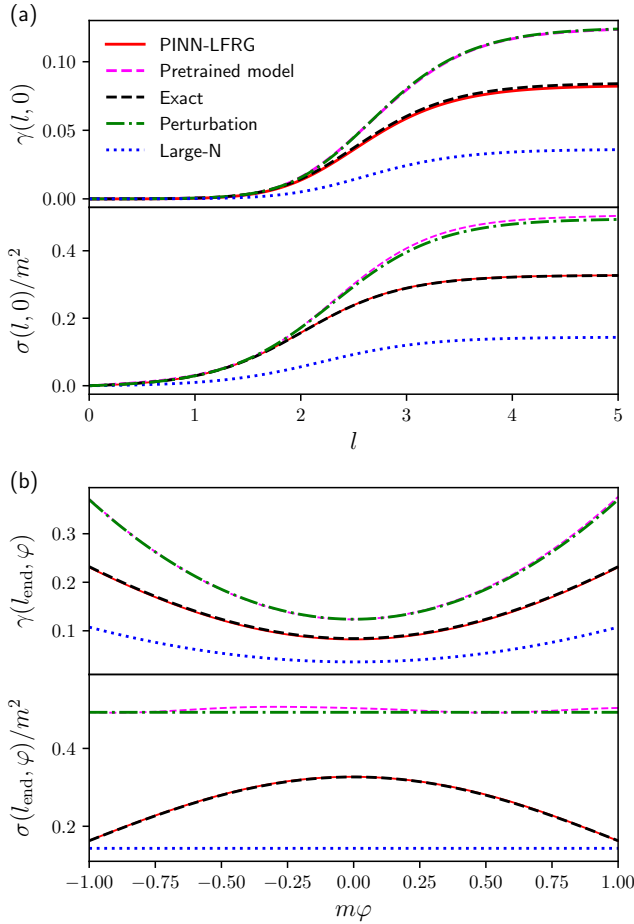 (a)
γ(l, 0)
0.10
0.05
0.00
PINN-LFRG
Pretrained model
Exact
Perturbation
Large-N
σ(l, 0)/m²
0.4
0.2
0.0
0 1 2 3 4 5
l
(b)
γ(l_end, φ)
0.3
0.2
0.1
σ(l_end, φ)/m²
0.4
0.2
−1.00 −0.75 −0.50 −0.25 0.00 0.25 0.50 0.75 1.00
mφ